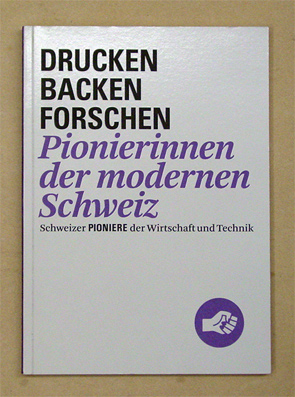 DRUCKEN
BACKEN
FORSCHEN
Pionierinnen
der modernen
Schweiz
Schweizer PIONIERE der Wirtschaft und Technik